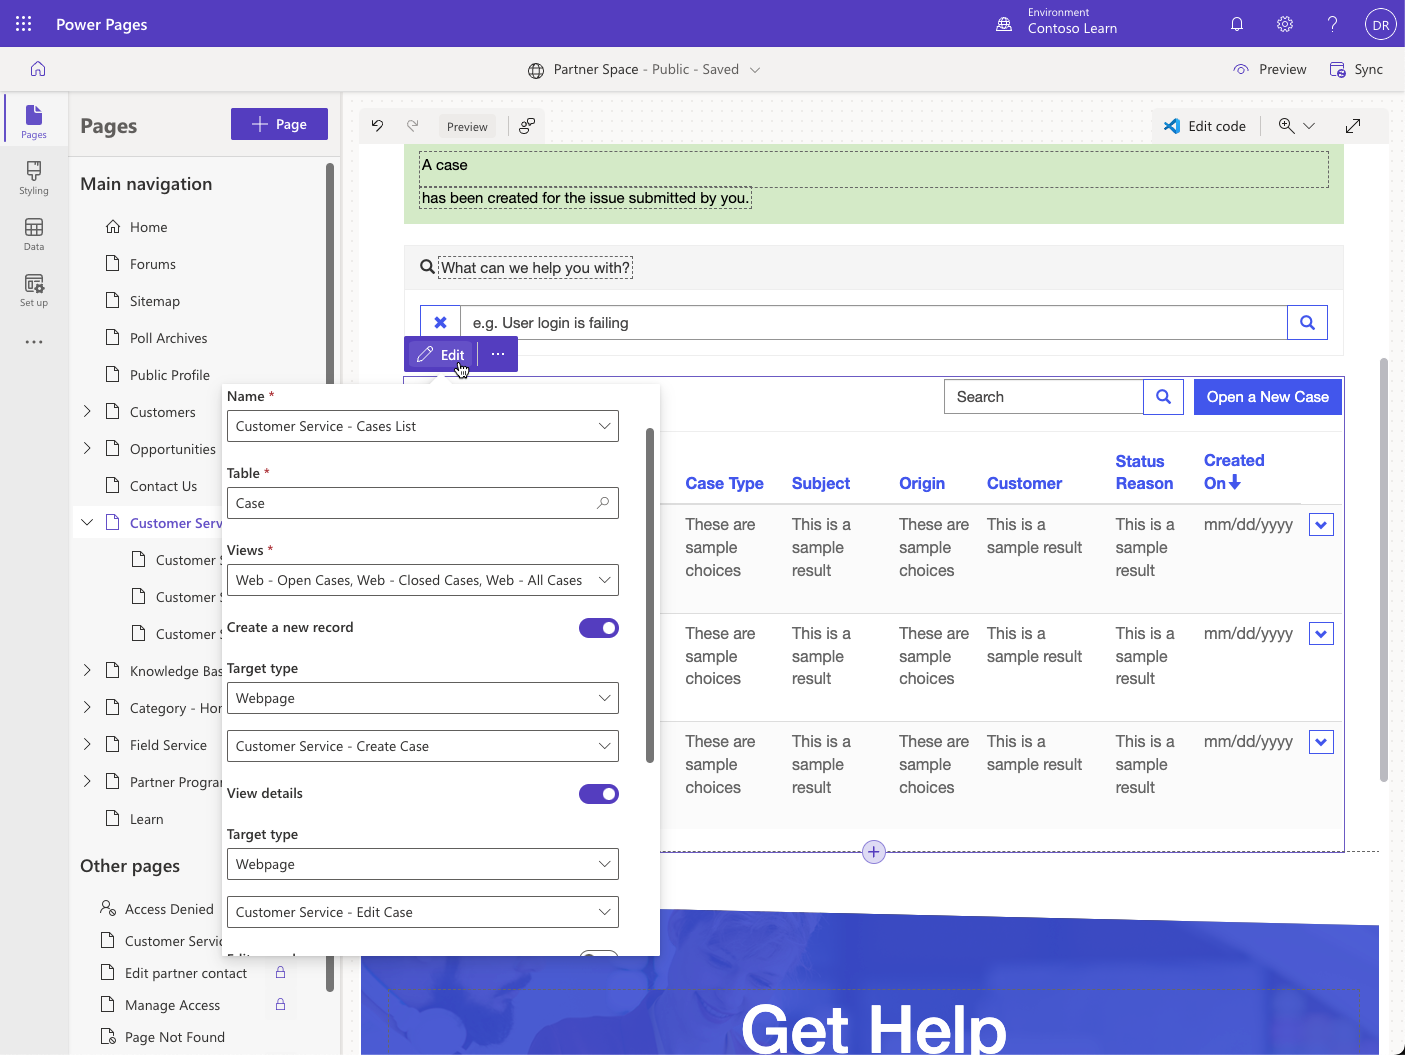 Power Pages
Environment
Contoso Learn
DR
Partner Space - Public - Saved
Preview
Sync
Pages
Styling
Data
Set up
Pages
Page
Main navigation
Home
Forums
Sitemap
Poll Archives
Public Profile
Customers
Opportunities
Contact Us
Customer Serv
Customer S
Customer S
Customer S
Knowledge Bas
Category - Hor
Field Service
Partner Progra
Learn
Other pages
Access Denied
Customer Servic
Edit partner contact
Manage Access
Page Not Found
Preview
Edit code
A case
has been created for the issue submitted by you.
What can we help you with?
e.g. User login is failing
Edit
Name *
Customer Service - Cases List
Table *
Case
Views *
Web - Open Cases, Web - Closed Cases, Web - All Cases
Create a new record
Target type
Webpage
Customer Service - Create Case
View details
Target type
Webpage
Customer Service - Edit Case
Search
Open a New Case
Case Type Subject Origin Customer Status Reason Created On
These are sample choices This is a sample result These are sample choices This is a sample result This is a sample result mm/dd/yyyy
These are sample choices This is a sample result These are sample choices This is a sample result This is a sample result mm/dd/yyyy
These are sample choices This is a sample result These are sample choices This is a sample result This is a sample result mm/dd/yyyy
Get Help